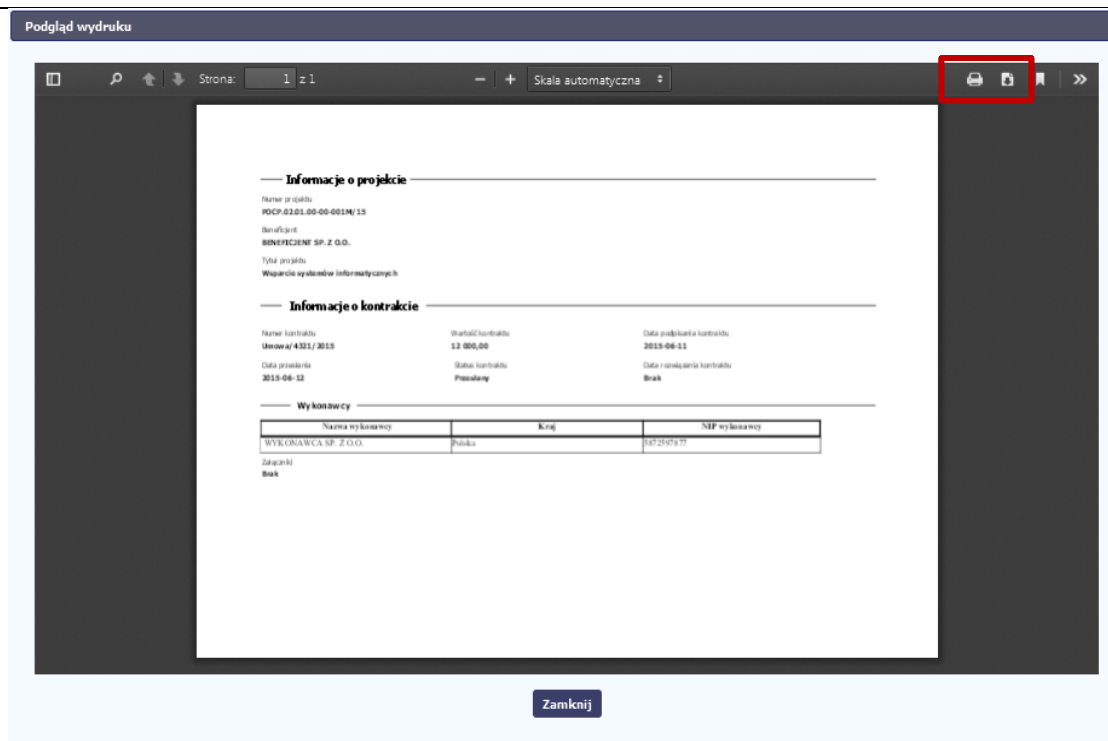 Podgląd wydruku
Strona: 1 z 1 Skala automatyczna
Informacje o projekcie
Numer projektu
POCP.02.01.00-00-001M/15
Beneficjent
BENEFICJENT SP. Z O.O.
Tytuł projektu
Wsparcie systemów informatycznych
Informacje o kontrakcie
Numer kontraktu Wartość kontraktu Data podpisania kontraktu
Umowa/4321/2015 12 000,00 2015-06-11
Data przesłania Status kontraktu Data rozwiązania kontraktu
2015-06-12 Przesłany Brak
Wykonawcy
Nazwa wykonawcy Kraj NIP wykonawcy
WYKONAWCA SP. Z O.O. Polska 5872597877
Załączniki
Brak
Zamknij